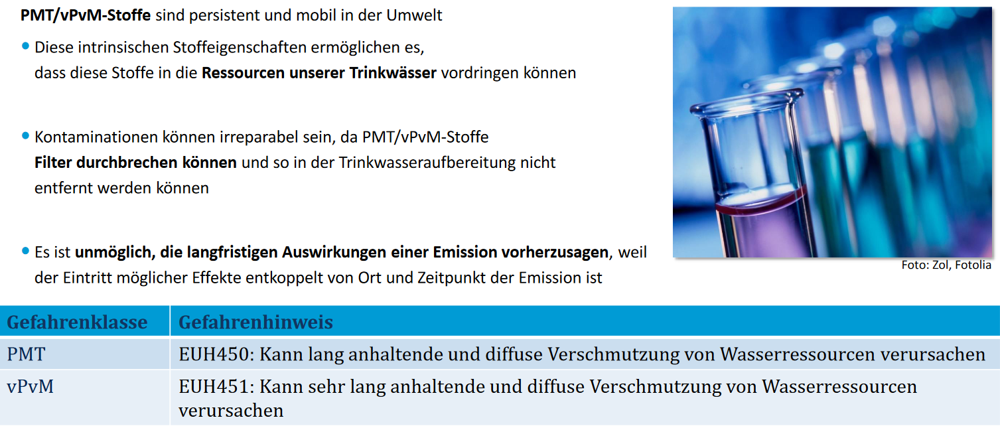 PMT/vPvM-Stoffe sind persistent und mobil in der Umwelt
Diese intrinsischen Stoffeigenschaften ermöglichen es,
dass diese Stoffe in die Ressourcen unserer Trinkwässer vordringen können
Kontaminationen können irreparabel sein, da PMT/vPvM-Stoffe
Filter durchbrechen können und so in der Trinkwasseraufbereitung nicht
entfernt werden können
Es ist unmöglich, die langfristigen Auswirkungen einer Emission vorherzusagen, weil
der Eintritt möglicher Effekte entkoppelt von Ort und Zeitpunkt der Emission ist
Foto: Zol, Fotolia
Gefahrenklasse Gefahrenhinweis
PMT EUH450: Kann lang anhaltende und diffuse Verschmutzung von Wasserressourcen verursachen
vPvM EUH451: Kann sehr lang anhaltende und diffuse Verschmutzung von Wasserressourcen
verursachen